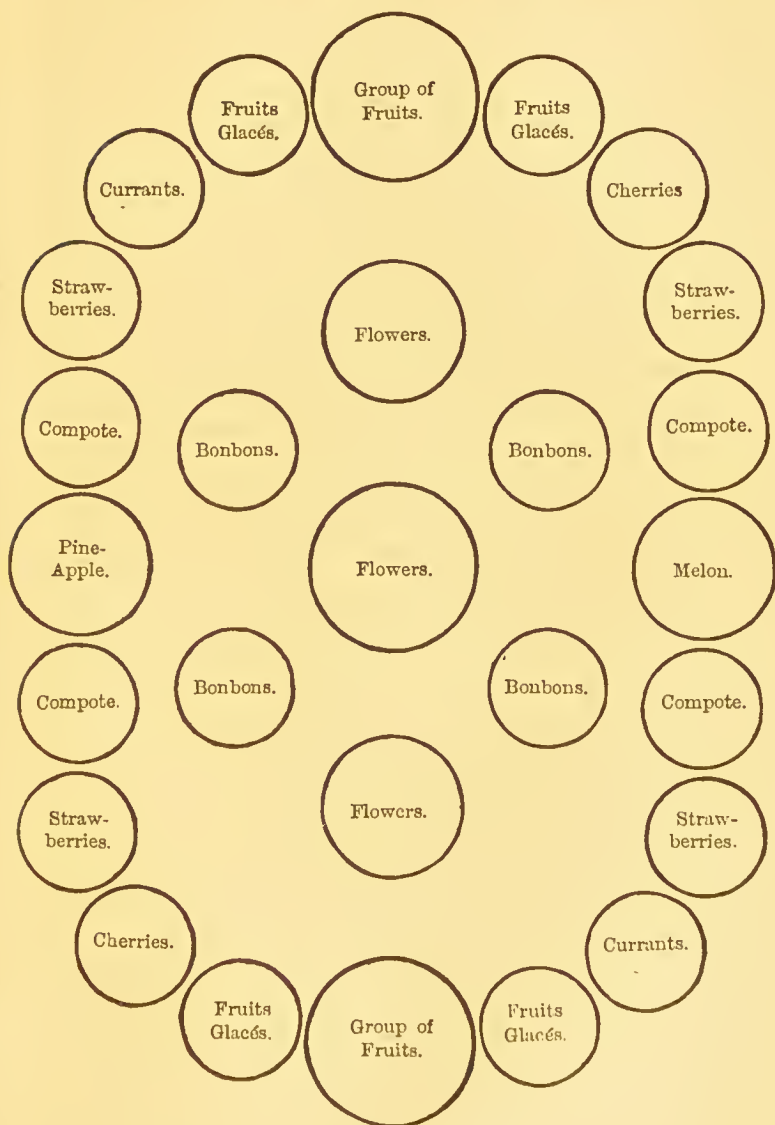 Group of
Fruits.
Fruits
Glacés.
Fruits
Glacés.
Currants.
Cherries
Straw-
berries.
Straw-
berries.
Flowers.
Compote.
Compote.
Bonbons.
Bonbons.
Pine-
Apple.
Flowers.
Melon.
Compote.
Bonbons.
Bonbons.
Compote.
Straw-
berries.
Flowers.
Straw-
berries.
Cherries.
Currants.
Fruits
Glacés.
Group of
Fruits.
Fruits
Glacés.